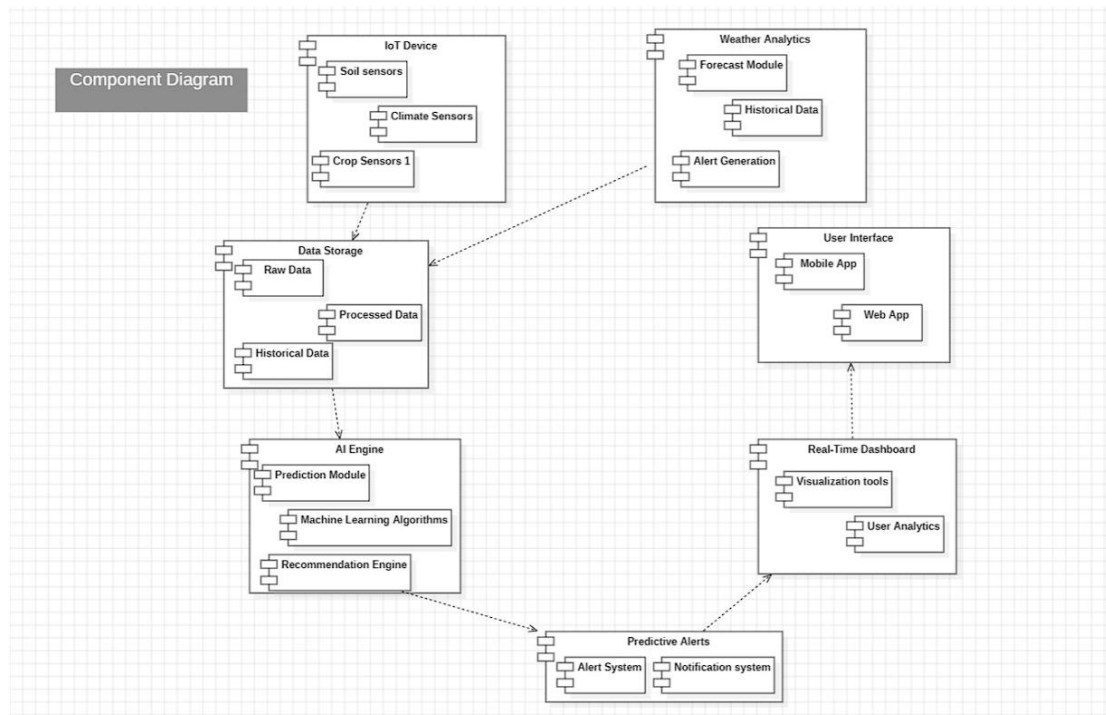 Component Diagram
IoT Device
Soil sensors
Climate Sensors
Crop Sensors 1
Weather Analytics
Forecast Module
Historical Data
Alert Generation
Data Storage
Raw Data
Processed Data
Historical Data
User Interface
Mobile App
Web App
AI Engine
Prediction Module
Machine Learning Algorithms
Recommendation Engine
Real-Time Dashboard
Visualization tools
User Analytics
Predictive Alerts
Alert System
Notification system